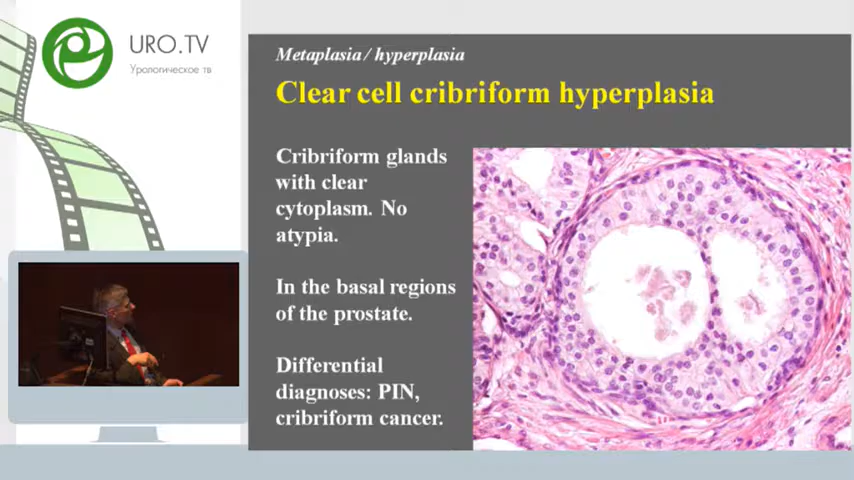 URO.TV
Урологическое тв
Metaplasia / hyperplasia
Clear cell cribriform hyperplasia
Cribriform glands
with clear
cytoplasm. No
atypia.
In the basal regions
of the prostate.
Differential
diagnoses: PIN,
cribriform cancer.